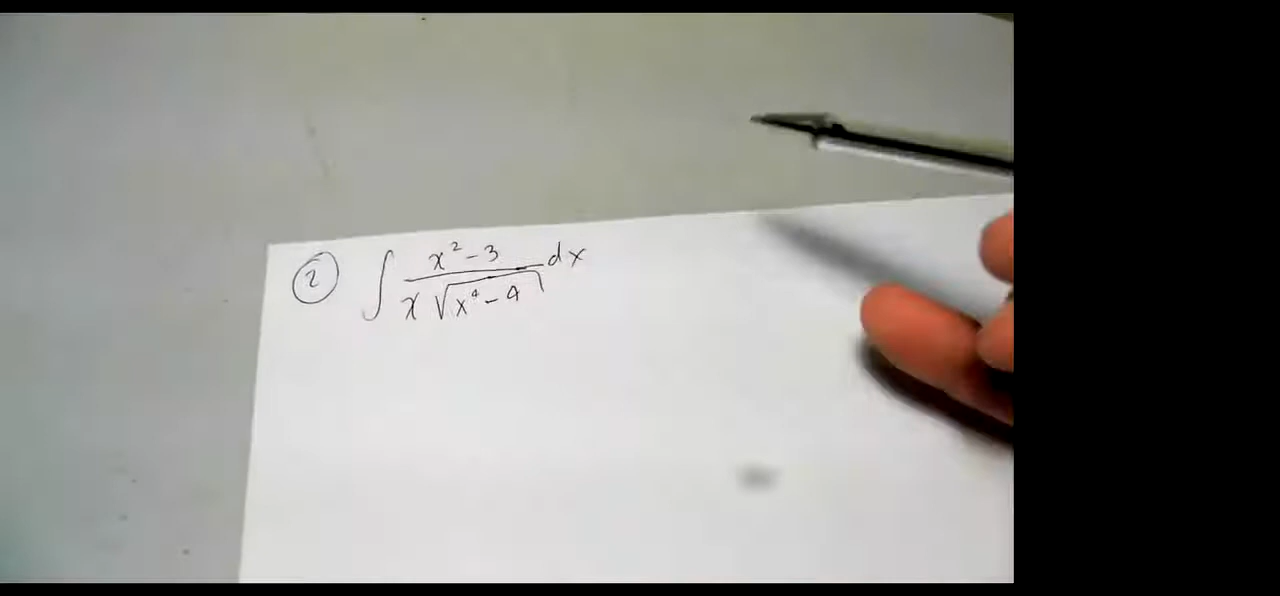 ② ∫ x² - 3 / x √x⁴ - 4 dx